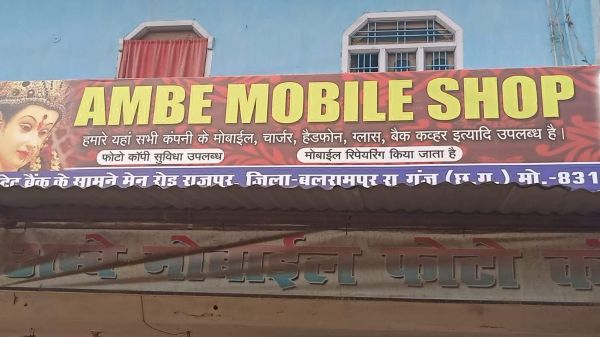 AMBE MOBILE SHOP
हमारे यहां सभी कंपनी के मोबाईल, चार्जर, हैडफोन, ग्लास, बैक कव्हर इत्यादि उपलब्ध है।
फोटो कॉपी सुविधा उपलब्ध मोबाईल रिपेयरिंग किया जाता है
बैंक के सामने मेन रोड राजपुर, जिला-बलरामपुर रा. गंज (छ.ग.) मो.-831
अम्बे मोबाईल फोटो